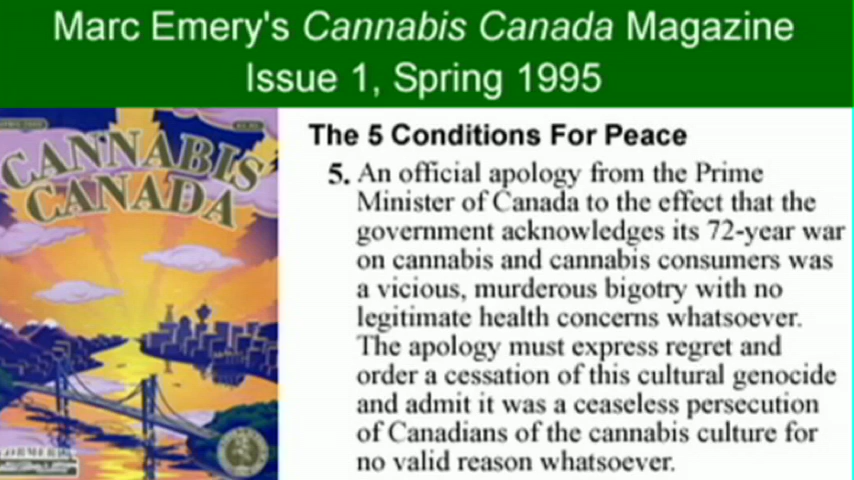 Marc Emery's Cannabis Canada Magazine
Issue 1, Spring 1995
CANNABIS
CANADA
The 5 Conditions For Peace
5. An official apology from the Prime
Minister of Canada to the effect that the
government acknowledges its 72-year war
on cannabis and cannabis consumers was
a vicious, murderous bigotry with no
legitimate health concerns whatsoever.
The apology must express regret and
order a cessation of this cultural genocide
and admit it was a ceaseless persecution
of Canadians of the cannabis culture for
no valid reason whatsoever.